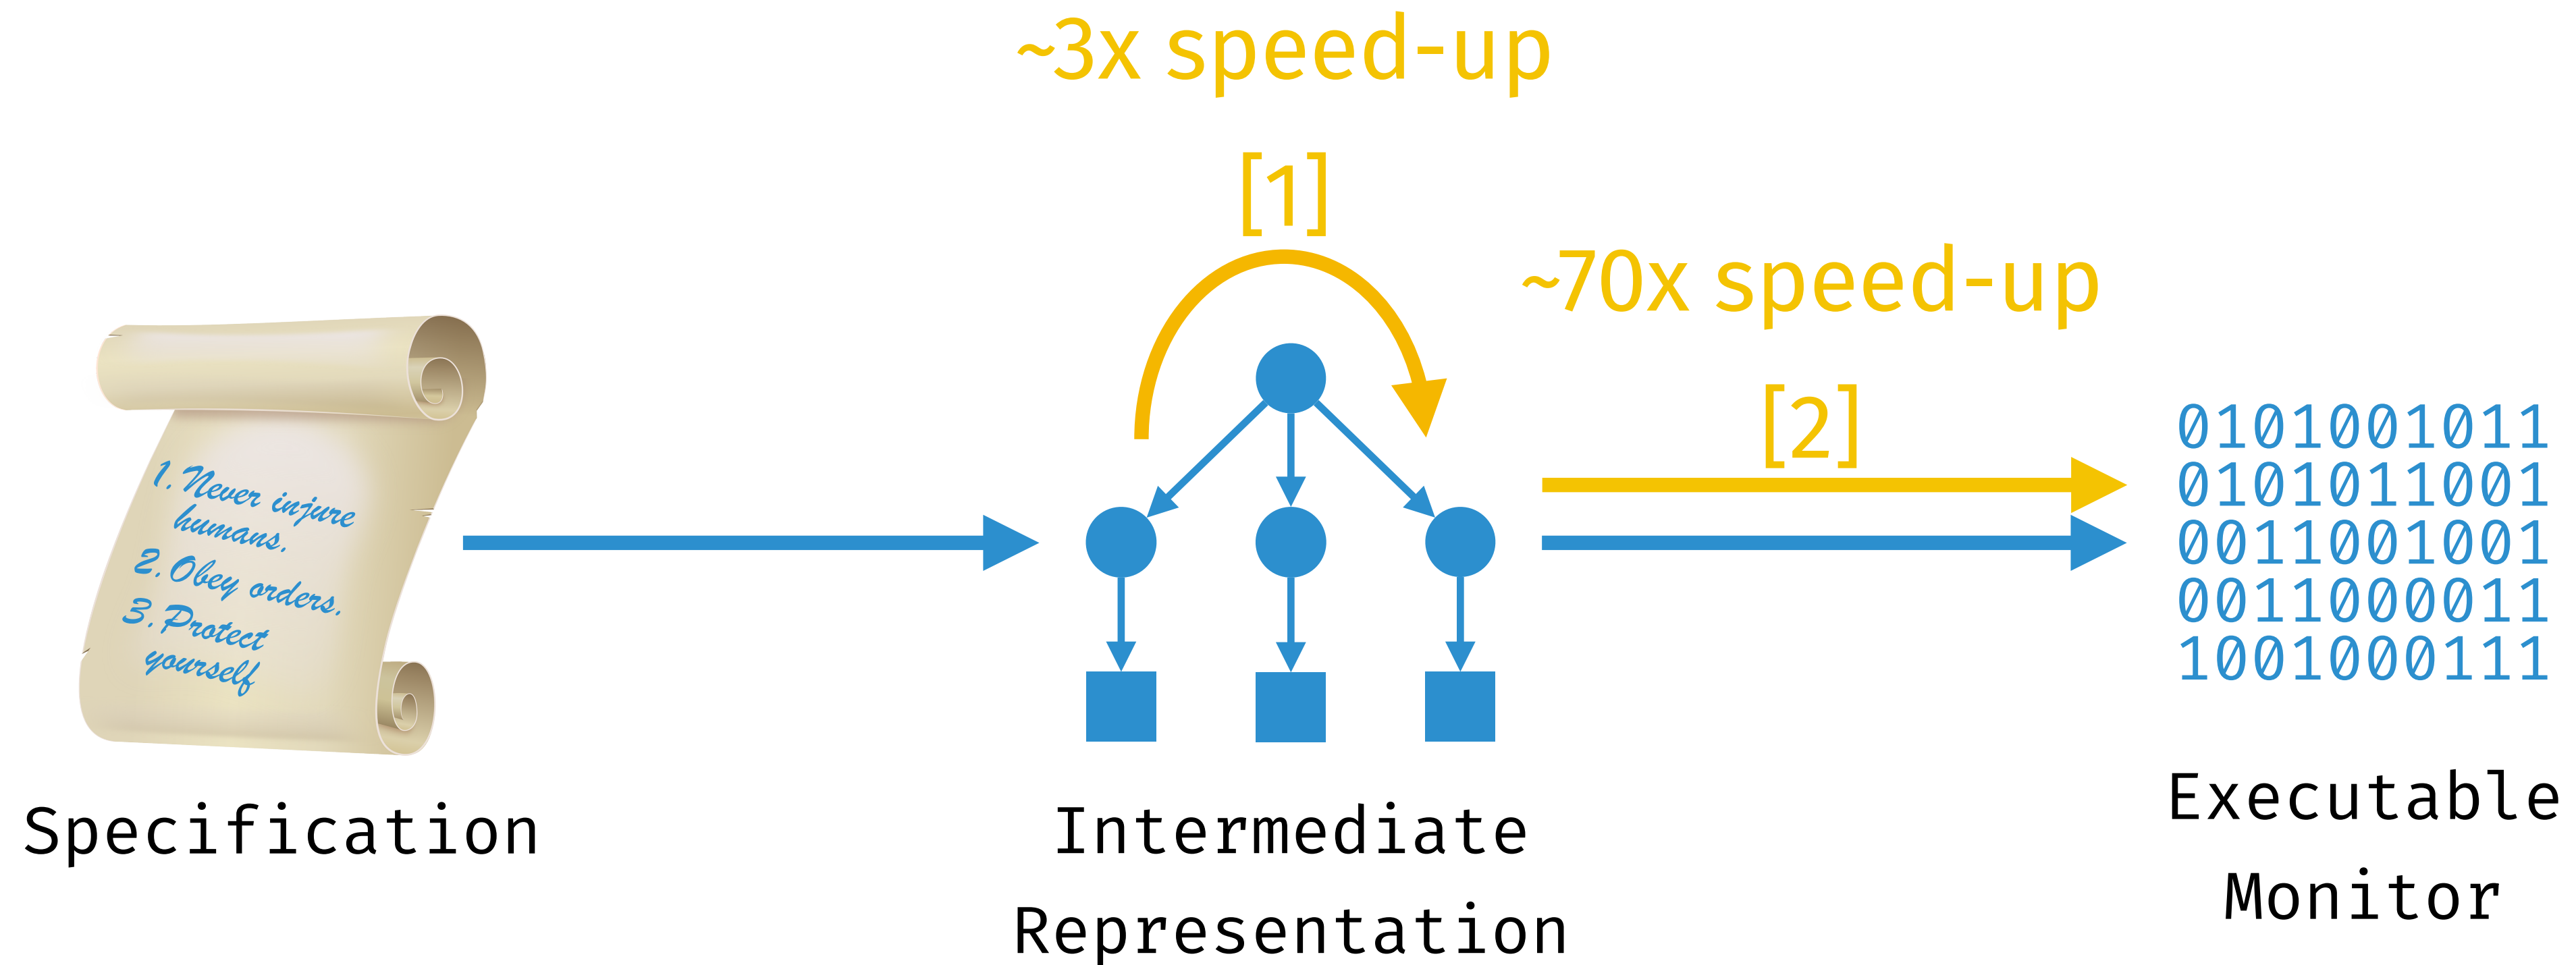 ~3x speed-up
[1]
~70x speed-up
[2]
1. Never injure
humans.
2. Obey orders.
3. Protect
yourself
0101001011
0101011001
0011001001
0011000011
1001000111
Specification
Intermediate
Representation
Executable
Monitor